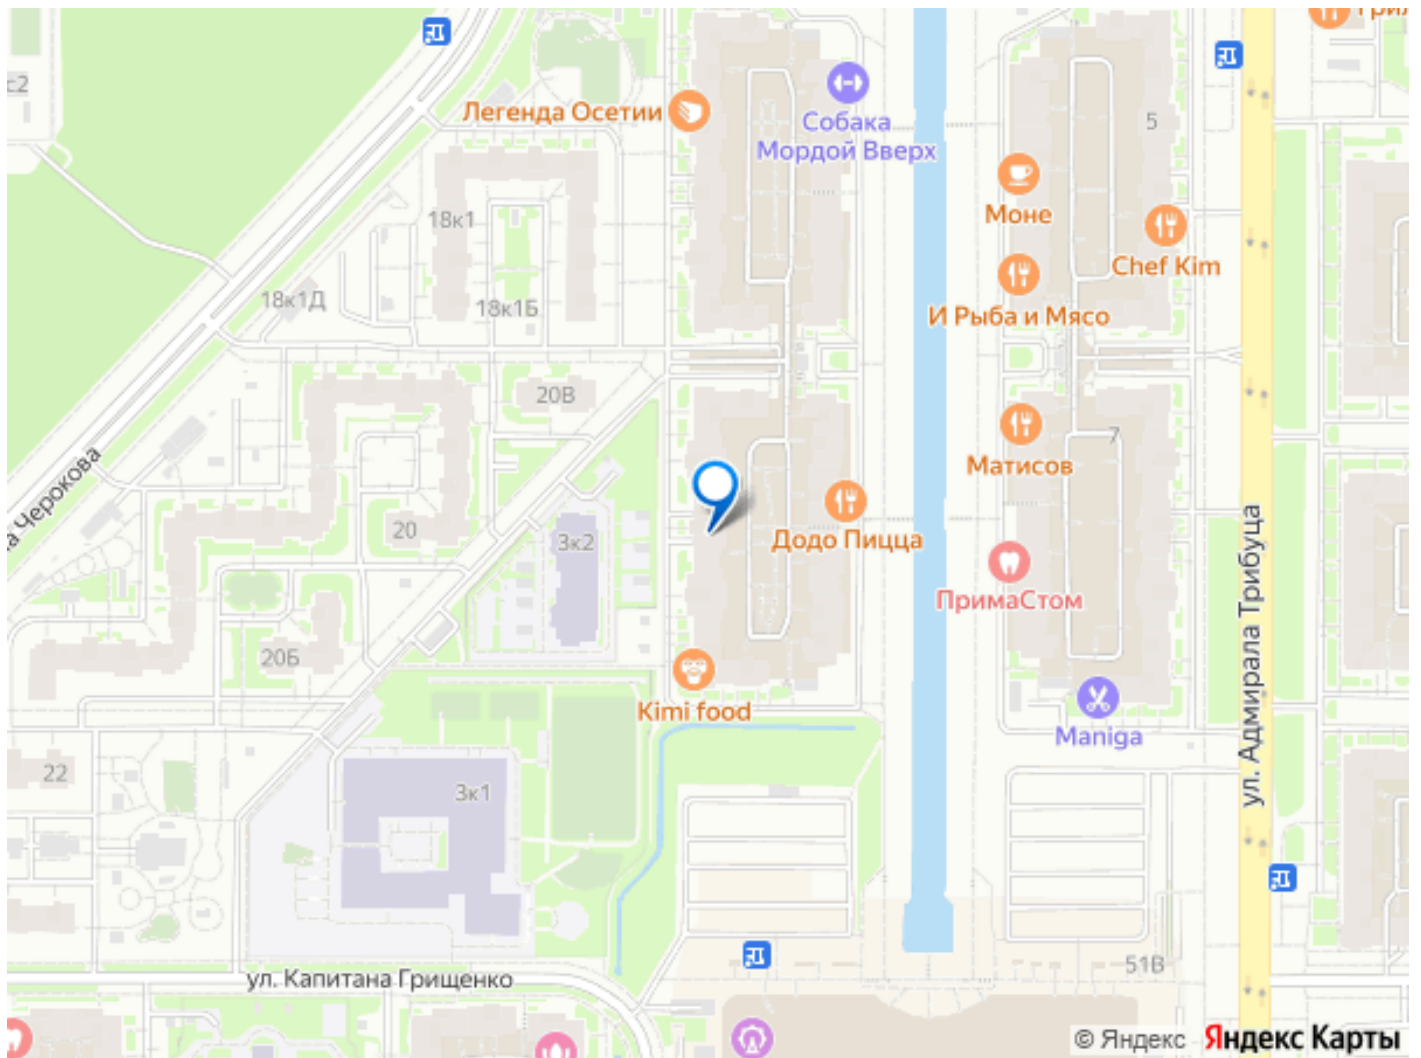 с2
Легенда Осетии
Собака
Мордой Вверх
5
Моне
Chef Kim
18к1
18к1Д
18к1Б
И Рыба и Мясо
20В
7
Матисов
Черокова
20
3к2
Додо Пицца
ПримаСтом
ул. Адмирала Трибуца
20Б
Kimi food
Maniga
22
3к1
ул. Капитана Грищенко
51В
© Яндекс Яндекс Карты